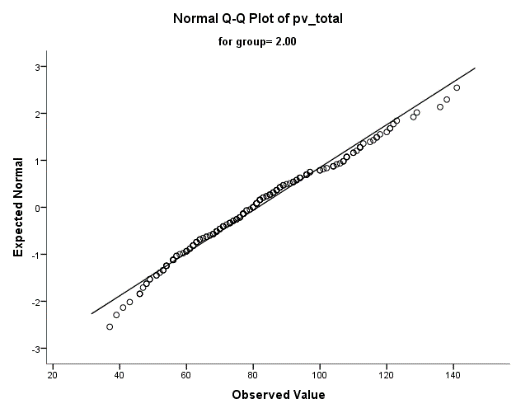 Normal Q-Q Plot of pv_total
for group= 2.00
Expected Normal
3
2
1
0
-1
-2
-3
20 40 60 80 100 120 140
Observed Value